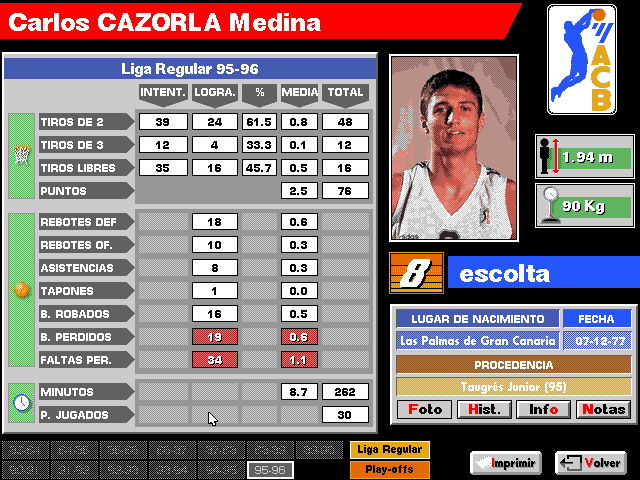 Carlos CAZORLA Medina
ACB
Liga Regular 95-96
INTENT. LOGRA. % MEDIA TOTAL
TIROS DE 2 39 24 61.5 0.8 48
TIROS DE 3 12 4 33.3 0.1 12
TIROS LIBRES 35 16 45.7 0.5 16
PUNTOS 2.5 76
REBOTES DEF 18 0.6
REBOTES OF. 10 0.3
ASISTENCIAS 8 0.3
TAPONES 1 0.0
B. ROBADOS 16 0.5
B. PERDIDOS 19 0.6
FALTAS PER. 34 1.1
MINUTOS 8.7 262
P. JUGADOS 30
1.94 m
90 Kg
8 escolta
LUGAR DE NACIMIENTO FECHA
Las Palmas de Gran Canaria 07-12-77
PROCEDENCIA
Taugrés Junior (95)
Foto Hist. Info Notas
95-96
Liga Regular
Play-offs
Imprimir Volver